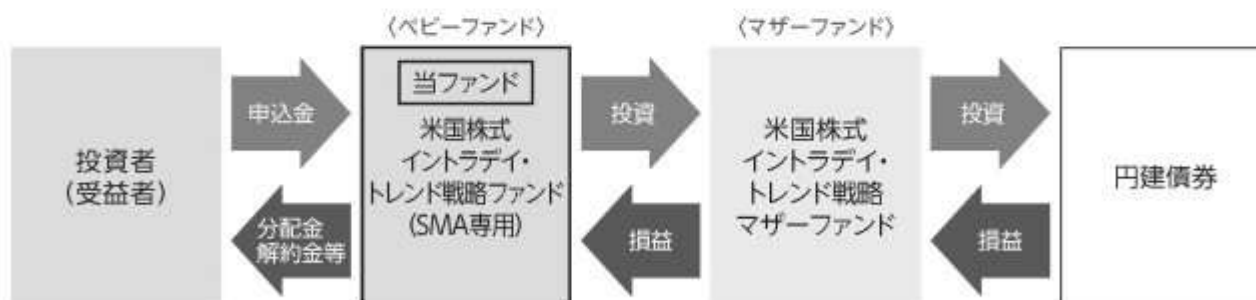 〈ベビーファンド〉
〈マザーファンド〉
投資者
(受益者)
申込金
分配金
解約金等
当ファンド
米国株式
イントラデイ・
トレンド戦略ファンド
(SMA専用)
投資
損益
米国株式
イントラデイ・
トレンド戦略
マザーファンド
投資
損益
円建債券